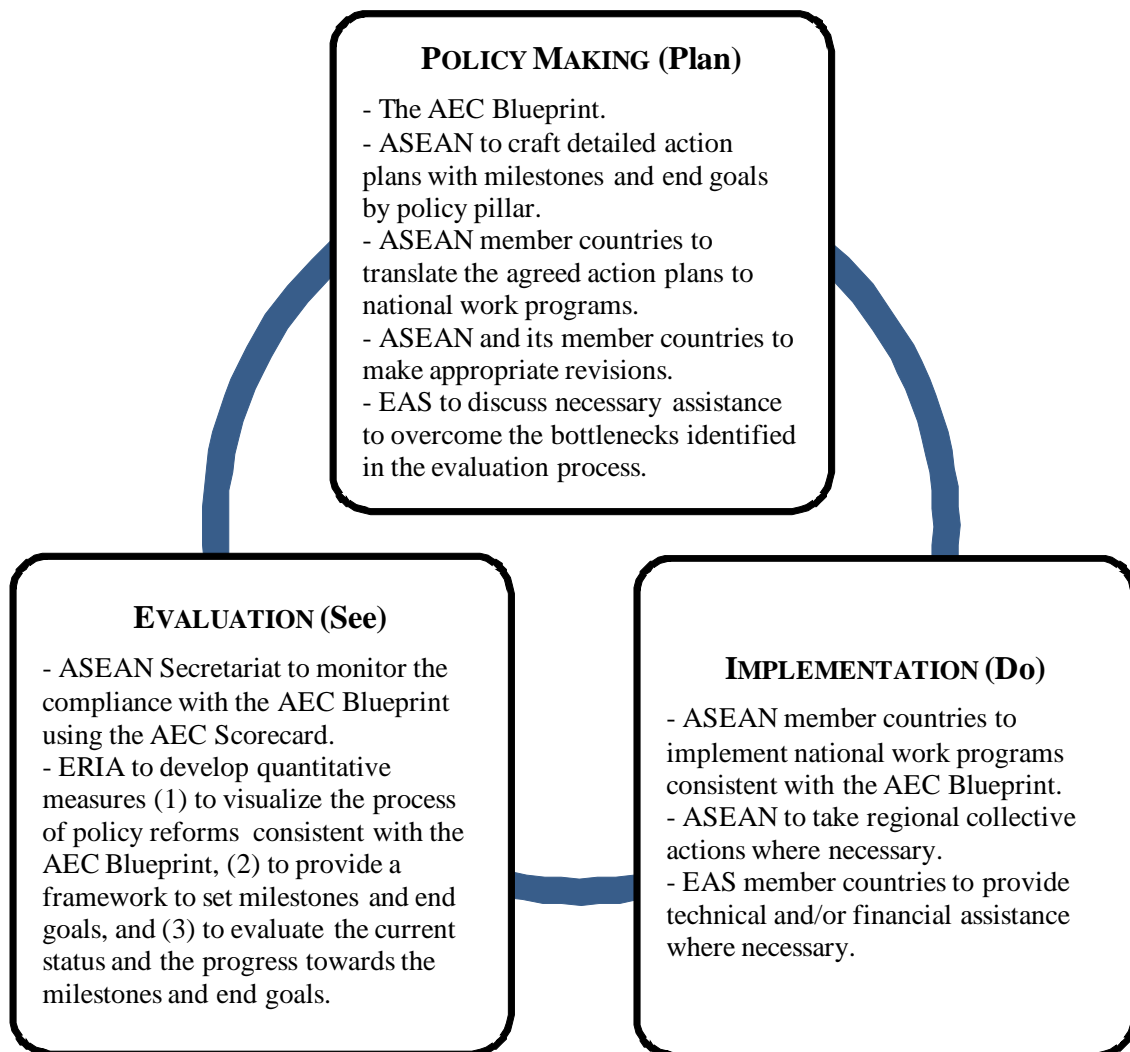 POLICY MAKING (Plan)
- The AEC Blueprint.
- ASEAN to craft detailed action
plans with milestones and end goals
by policy pillar.
- ASEAN member countries to
translate the agreed action plans to
national work programs.
- ASEAN and its member countries to
make appropriate revisions.
- EAS to discuss necessary assistance
to overcome the bottlenecks identified
in the evaluation process.
EVALUATION (See)
- ASEAN Secretariat to monitor the
compliance with the AEC Blueprint
using the AEC Scorecard.
- ERIA to develop quantitative
measures (1) to visualize the process
of policy reforms consistent with the
AEC Blueprint, (2) to provide a
framework to set milestones and end
goals, and (3) to evaluate the current
status and the progress towards the
milestones and end goals.
IMPLEMENTATION (Do)
- ASEAN member countries to
implement national work programs
consistent with the AEC Blueprint.
- ASEAN to take regional collective
actions where necessary.
- EAS member countries to provide
technical and/or financial assistance
where necessary.